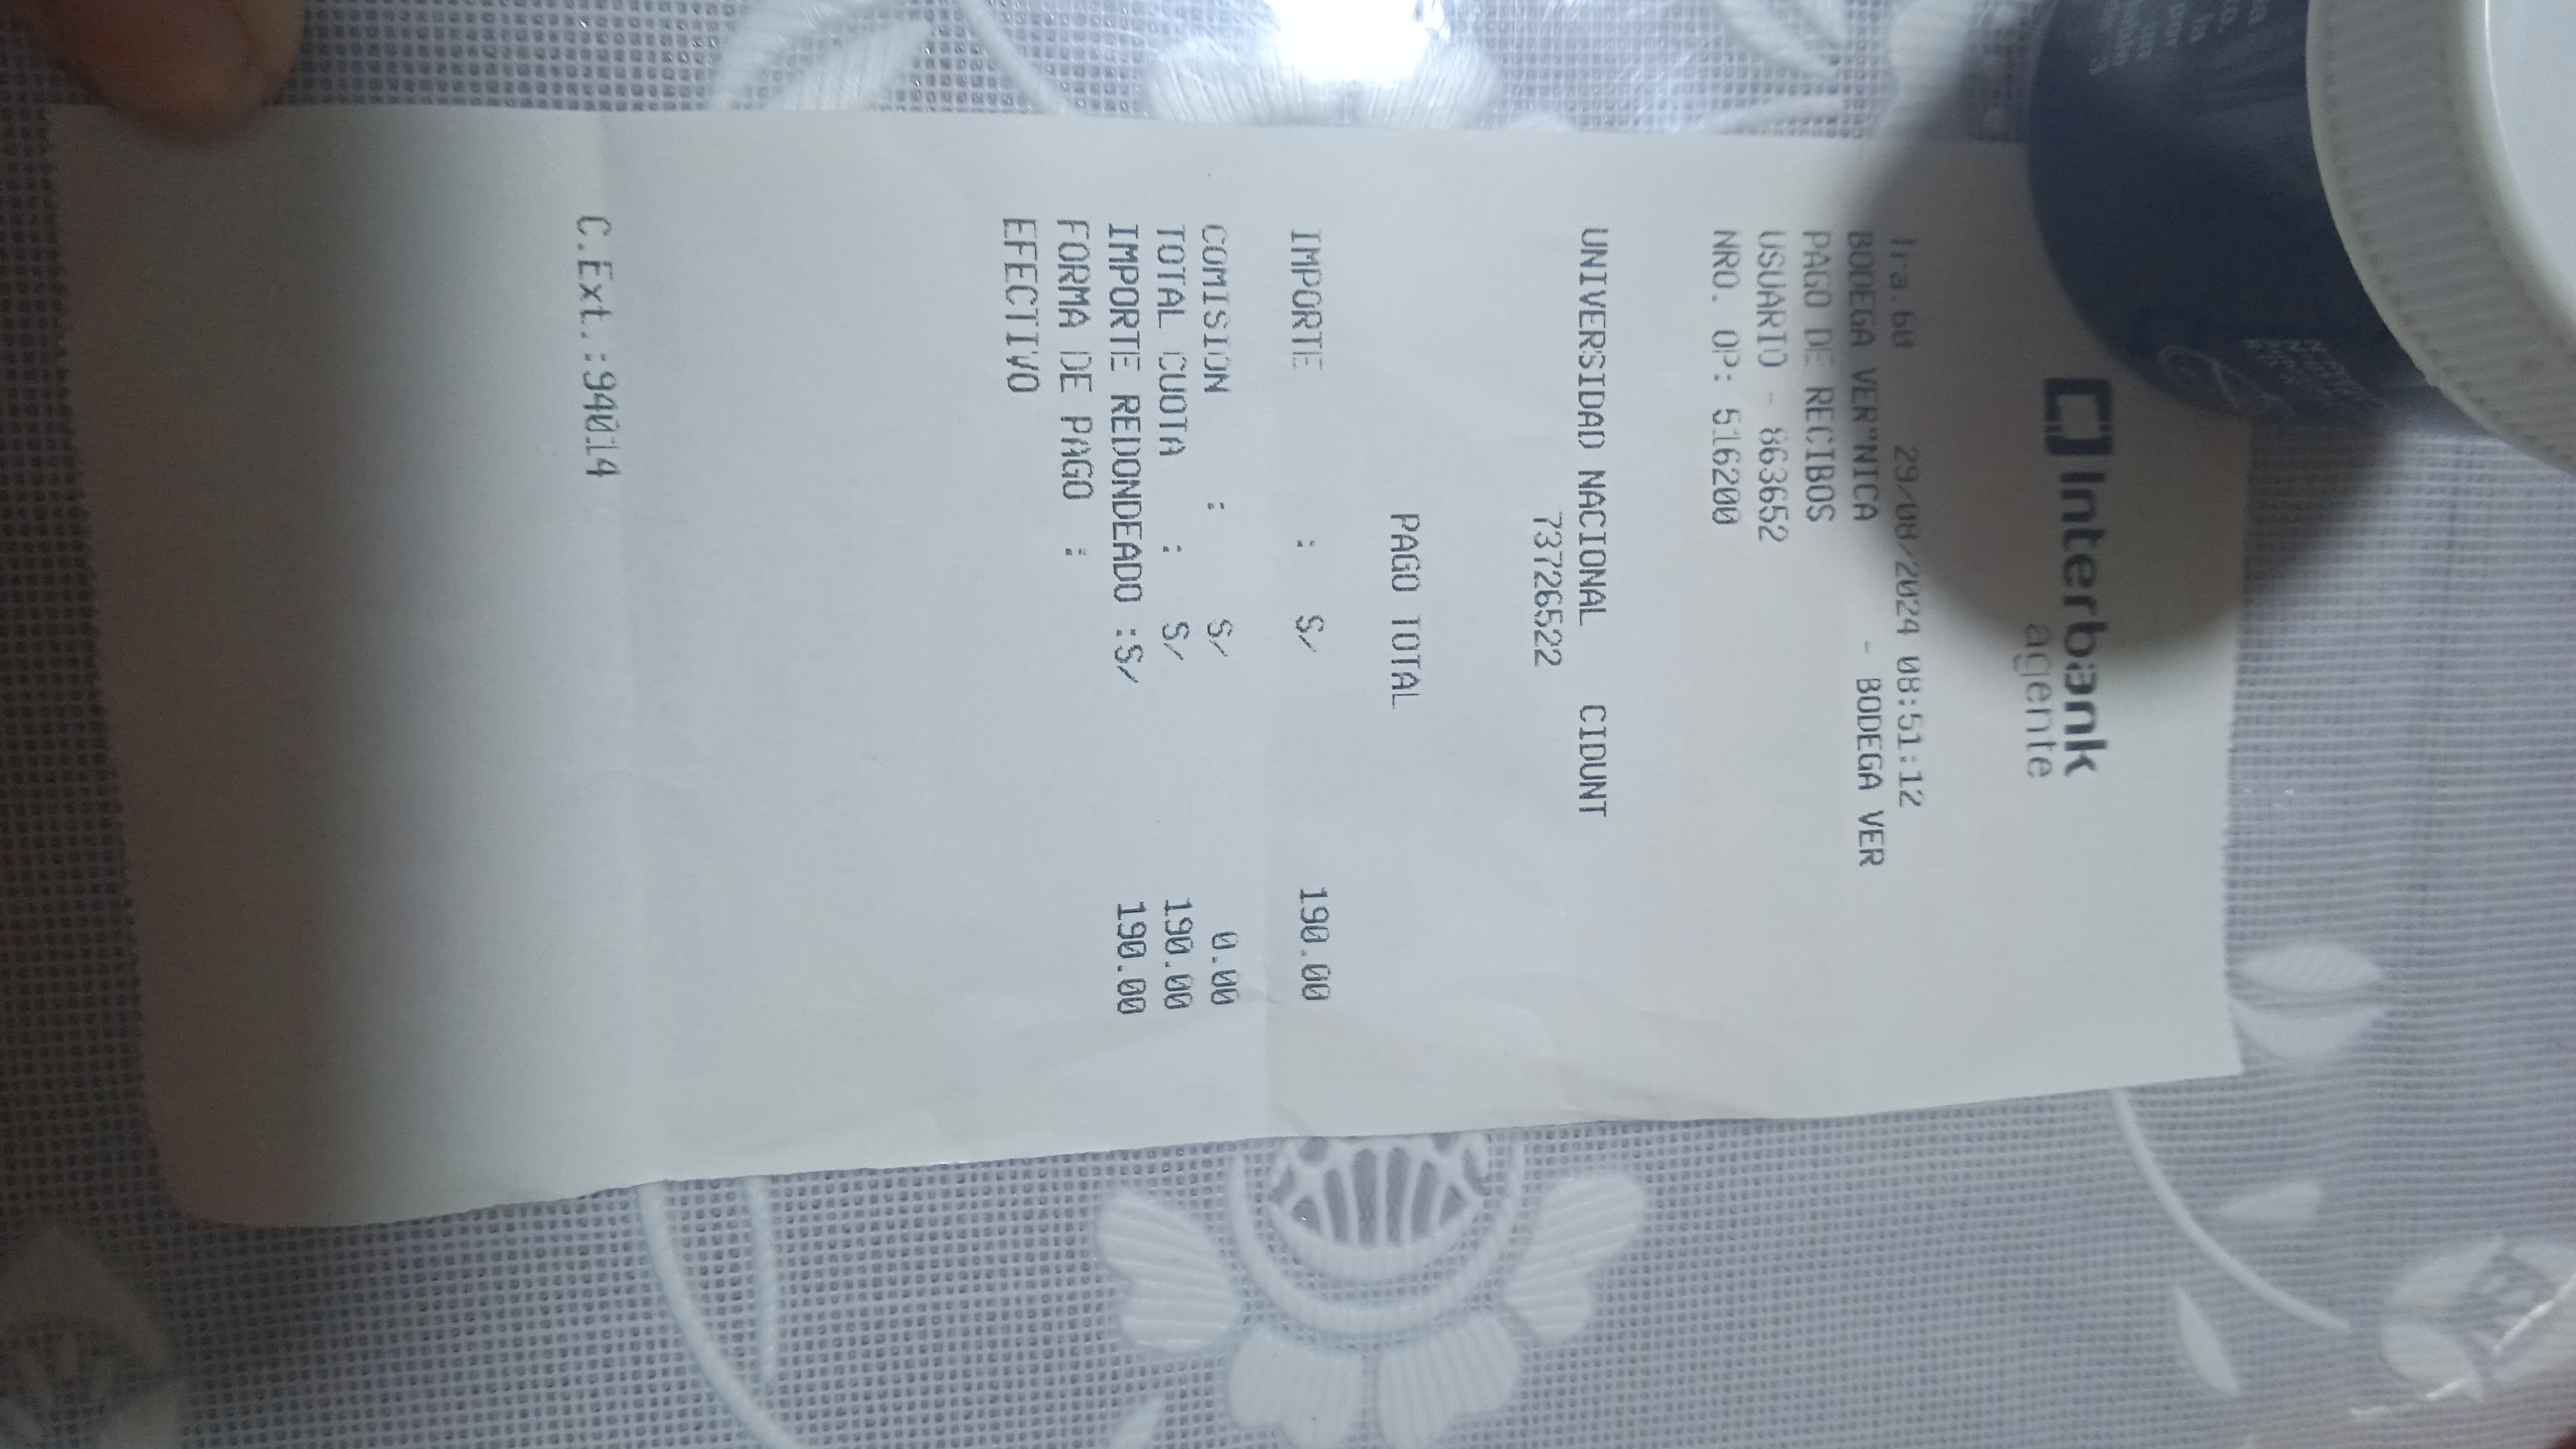 Interbank
agente
Tra.60 29/08/2024 08:51:12
BODEGA VER"NICA - BODEGA VER
PAGO DE RECIBOS
USUARIO - 863652
NRO. OP: 516200
UNIVERSIDAD NACIONAL CIDUNT
73726522
PAGO TOTAL
IMPORTE : S/ 190.00
COMISION : S/ 0.00
TOTAL CUOTA : S/ 190.00
IMPORTE REDONDEADO :S/ 190.00
FORMA DE PAGO :
EFECTIVO
C.Ext.:94014